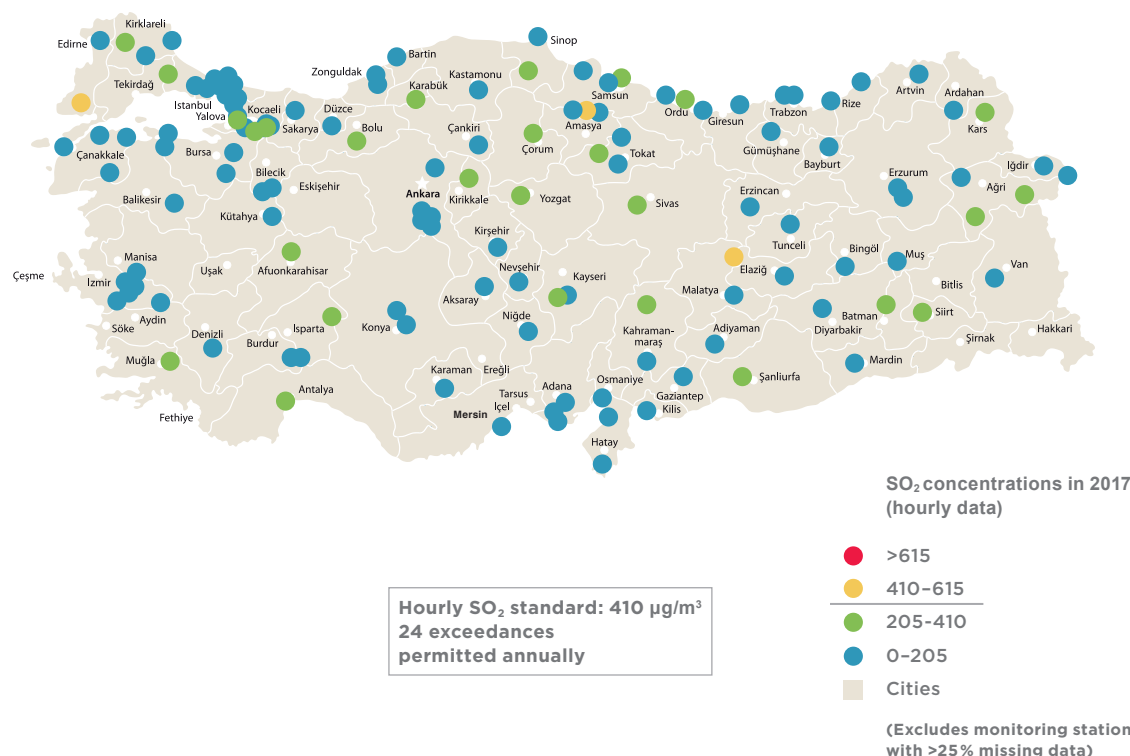 Kirklareli
Edirne
Tekirdağ
Istanbul
Yalova
Kocaeli
Sakarya
Düzce
Bolu
Zonguldak
Bartin
Karabük
Kastamonu
Sinop
Samsun
Amasya
Çankiri
Çorum
Tokat
Ordu
Giresun
Trabzon
Rize
Artvin
Ardahan
Kars
Gümüşhane
Bayburt
Çanakkale
Bursa
Bilecik
Eskişehir
Balikesir
Kütahya
Ankara
Kirikkale
Yozgat
Sivas
Erzincan
Erzurum
Iğdir
Ağri
Kirşehir
Tunceli
Bingöl
Muş
Van
Manisa
Çeşme
Izmir
Uşak
Afuonkarahisar
Nevşehir
Kayseri
Aksaray
Elaziğ
Malatya
Bitlis
Söke
Aydin
Denizli
Burdur
Isparta
Konya
Niğde
Kahraman-
maraş
Adiyaman
Diyarbakir
Batman
Siirt
Şirnak
Hakkari
Muğla
Karaman
Ereğli
Osmaniye
Şanliurfa
Mardin
Antalya
Fethiye
Tarsus
Içel
Mersin
Adana
Gaziantep
Kilis
Hatay
SO₂ concentrations in 2017
(hourly data)
>615
410–615
205-410
0–205
Cities
(Excludes monitoring station
with >25% missing data)
Hourly SO₂ standard: 410 µg/m³
24 exceedances
permitted annually